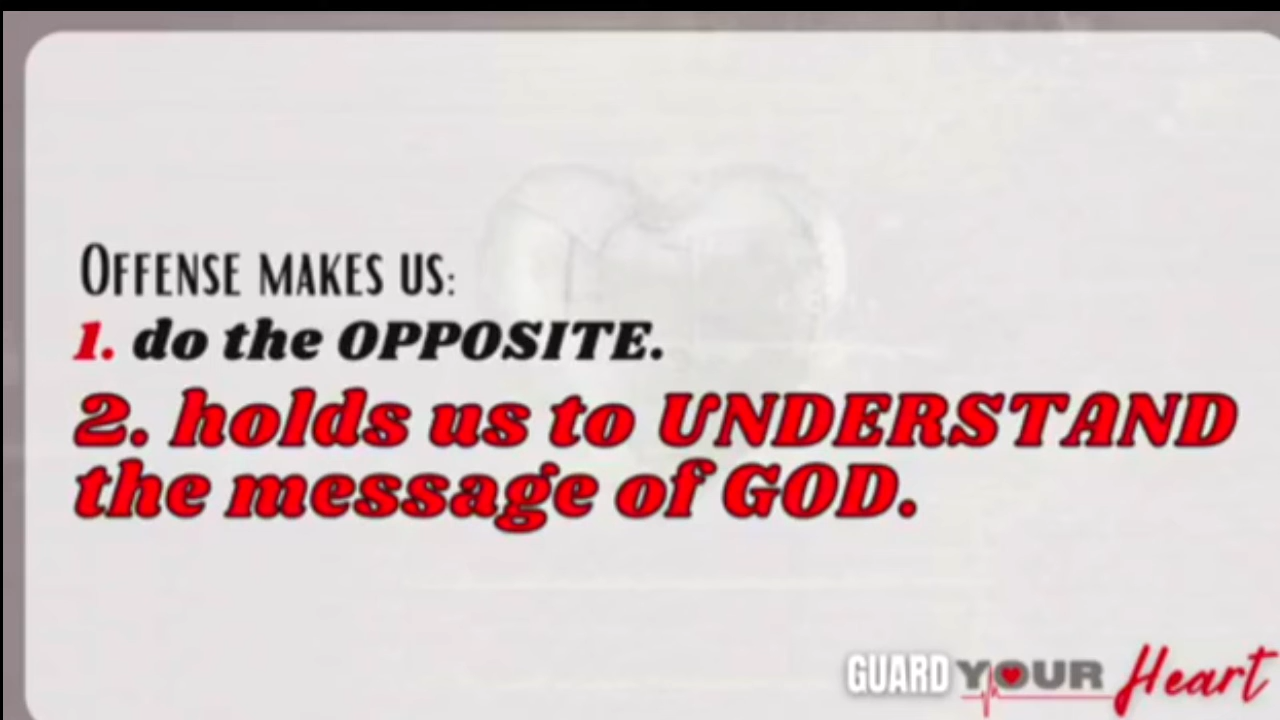 OFFENSE MAKES US:
1. do the OPPOSITE.
2. holds us to UNDERSTAND
the message of GOD.
GUARD YOUR Heart